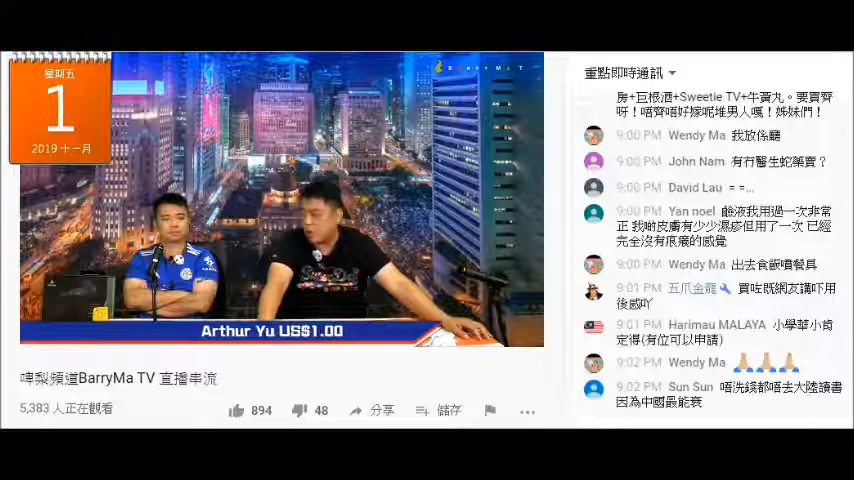 星期五
1
2019 十一月
BARRYMAT
Arthur Yu US$1.00
啤梨頻道BarryMa TV 直播串流
5,383 人正在觀看
894
48
分享
儲存
重點即時通訊
房+巨根酒+Sweetie TV+牛黃丸。要買齊
呀！唔齊唔好嫁呢堆男人嘎！姊妹們！
9:00 PM Wendy Ma 我放係廳
9:00 PM John Nam 有冇醫生蛇藥賣？
9:00 PM David Lau = =...
9:00 PM Yan noel 鹼液我用過一次非常
正 我啲皮膚有少少濕疹但用了一次 已經
完全沒有痕癢的感覺
9:00 PM Wendy Ma 出去食飯噴餐具
9:01 PM 五爪金龍 買咗既網友講吓用
後感吖
9:01 PM Harimau MALAYA 小學華小肯
定得(有位可以申請)
9:02 PM Wendy Ma
9:02 PM Sun Sun 唔洗錢都唔去大陸讀書
因為中國最能衰